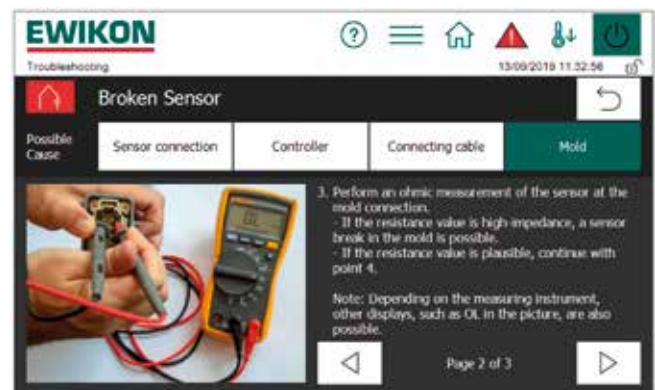 EWIKON
Troubleshooting
13/09/2019 11:32:56
Broken Sensor
Possible
Cause
Sensor connection
Controller
Connecting cable
Mold
3. Perform an ohmic measurement of the sensor at the
mold connection.
- If the resistance value is high-impedance, a sensor
break in the mold is possible.
- If the resistance value is plausible, continue with
point 4.
Note: Depending on the measuring instrument,
other displays, such as OL in the picture, are also
possible.
Page 2 of 3